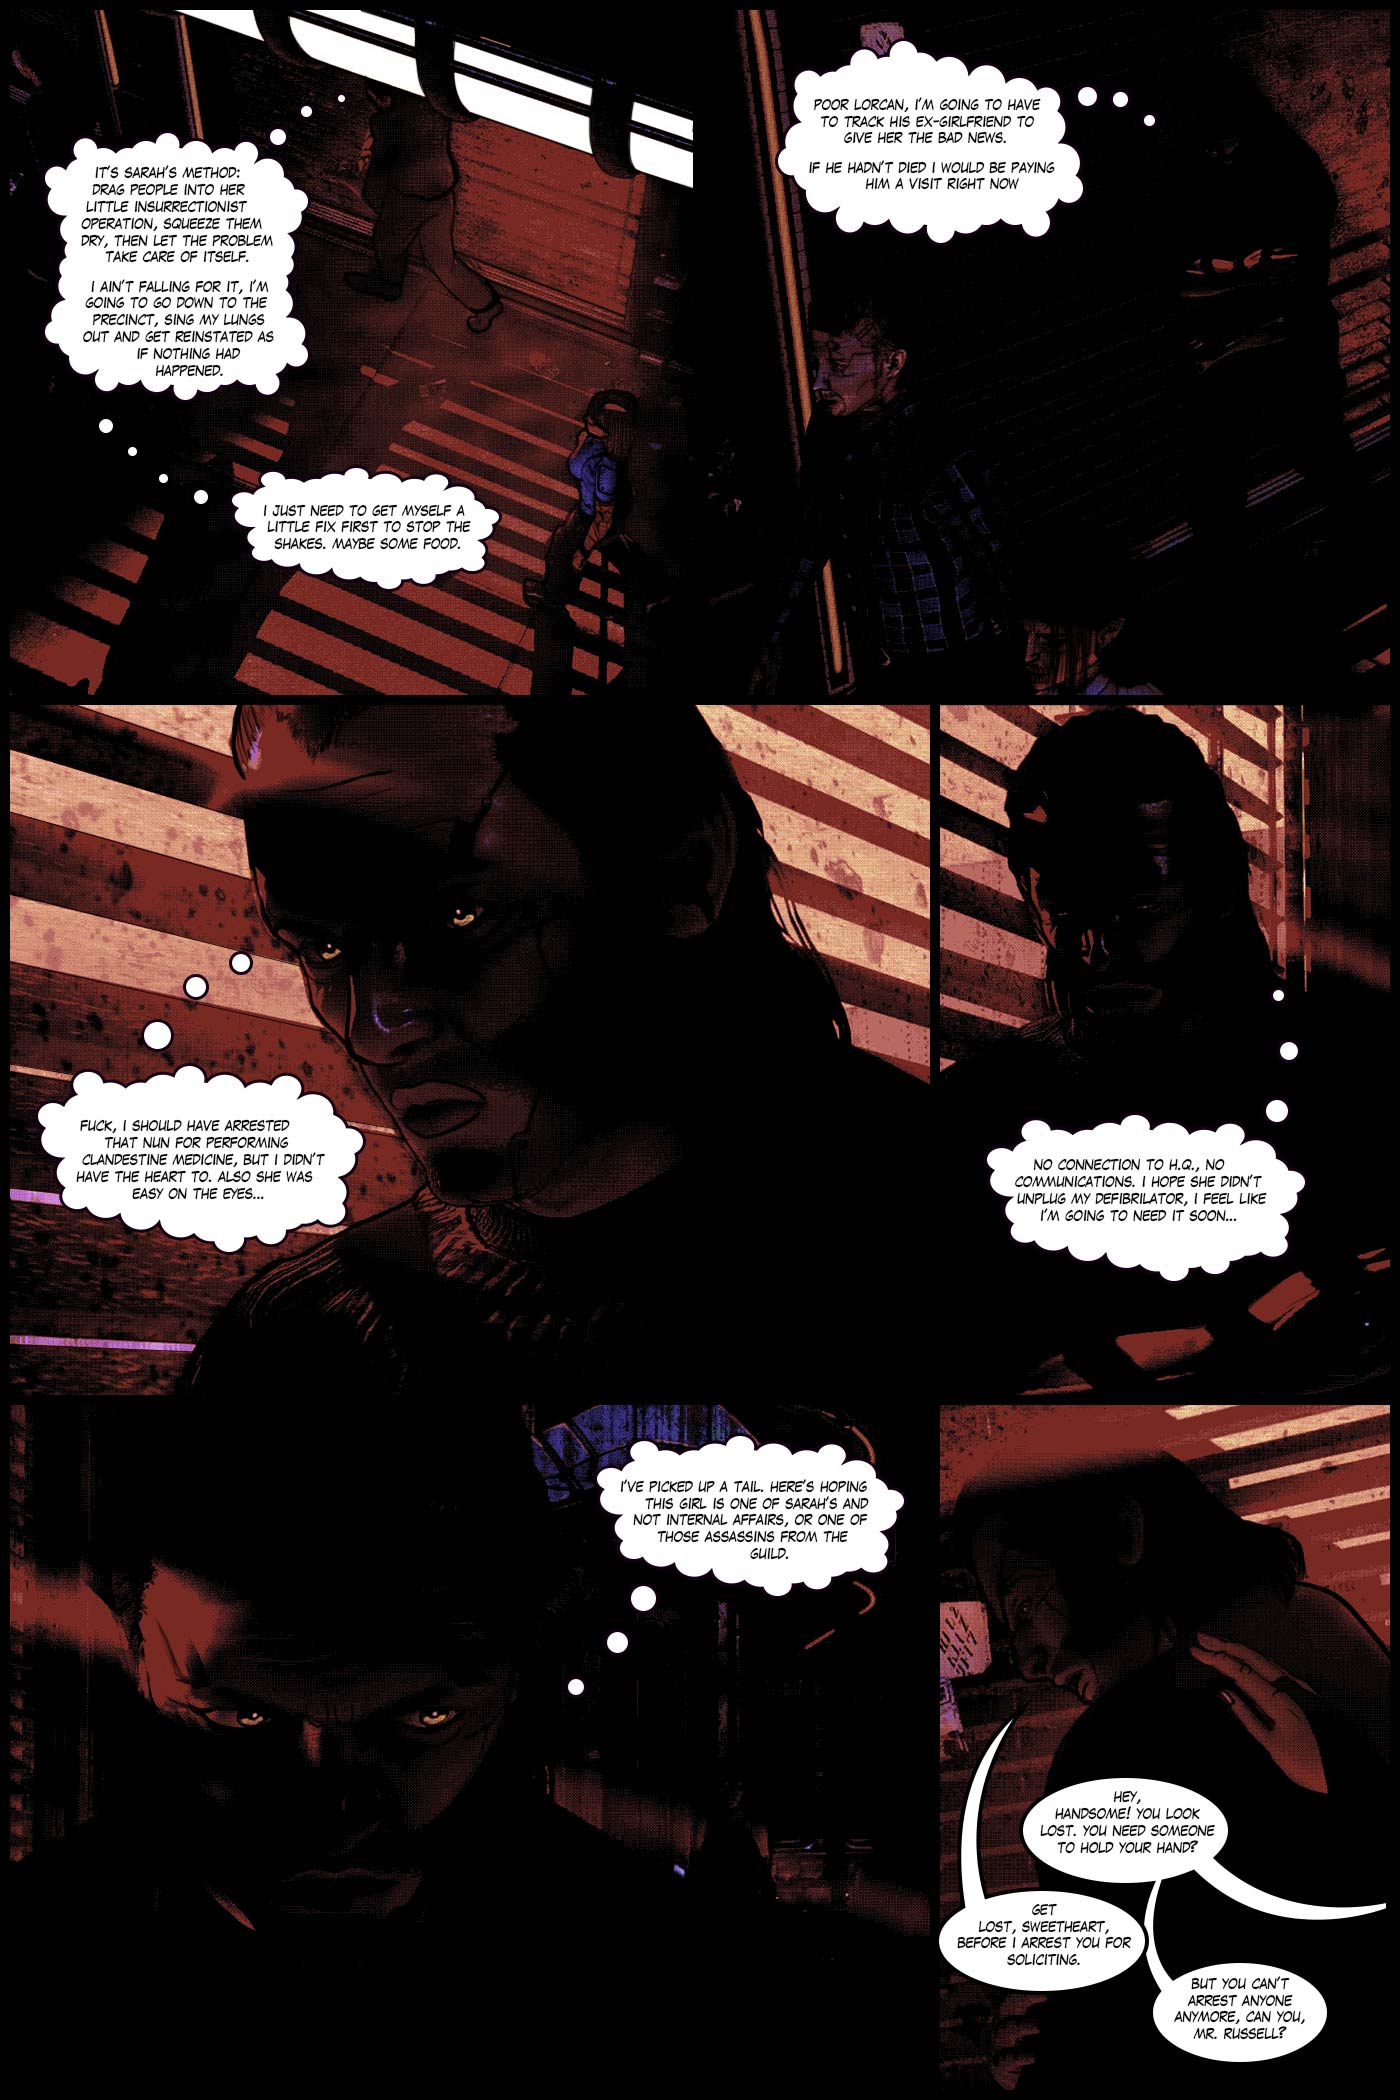 IT'S SARAH'S METHOD:
DRAG PEOPLE INTO HER
LITTLE INSURRECTIONIST
OPERATION, SQUEEZE THEM
DRY, THEN LET THE PROBLEM
TAKE CARE OF ITSELF.
I AIN'T FALLING FOR IT, I'M
GOING TO GO DOWN TO THE
PRECINCT, SING MY LUNGS
OUT AND GET REINSTATED AS
IF NOTHING HAD
HAPPENED.
I JUST NEED TO GET MYSELF A
LITTLE FIX FIRST TO STOP THE
SHAKES. MAYBE SOME FOOD.
POOR LORCAN, I'M GOING TO HAVE
TO TRACK HIS EX-GIRLFRIEND TO
GIVE HER THE BAD NEWS.
IF HE HADN'T DIED I WOULD BE PAYING
HIM A VISIT RIGHT NOW
FUCK, I SHOULD HAVE ARRESTED
THAT NUN FOR PERFORMING
CLANDESTINE MEDICINE, BUT I DIDN'T
HAVE THE HEART TO. ALSO SHE WAS
EASY ON THE EYES...
NO CONNECTION TO H.Q., NO
COMMUNICATIONS. I HOPE SHE DIDN'T
UNPLUG MY DEFIBRILATOR, I FEEL LIKE
I'M GOING TO NEED IT SOON...
I'VE PICKED UP A TAIL. HERE'S HOPING
THIS GIRL IS ONE OF SARAH'S AND
NOT INTERNAL AFFAIRS, OR ONE OF
THOSE ASSASSINS FROM THE
GUILD.
HEY,
HANDSOME! YOU LOOK
LOST. YOU NEED SOMEONE
TO HOLD YOUR HAND?
GET
LOST, SWEETHEART,
BEFORE I ARREST YOU FOR
SOLICITING.
BUT YOU CAN'T
ARREST ANYONE
ANYMORE, CAN YOU,
MR. RUSSELL?